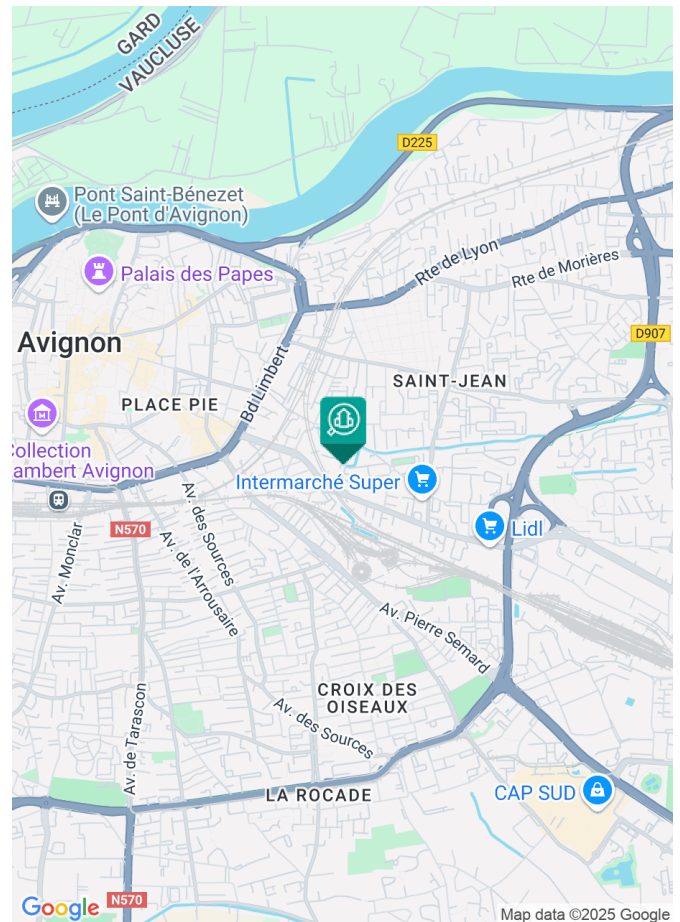 GARD
VAUCLUSE
D225
Pont Saint-Bénezet
(Le Pont d'Avignon)
Palais des Papes
Rte de Lyon
Rte de Morières
D907
Avignon
Bd Limbert
SAINT-JEAN
PLACE PIE
Collection
Lambert Avignon
Intermarché Super
Lidl
N570
Av. Monclar
Av. des Sources
Av. de l'Arrousaire
Av. Pierre Semard
CROIX DES
OISEAUX
Av. des Sources
Av. de Tarascon
LA ROCADE
CAP SUD
Google
N570
Map data ©2025 Google